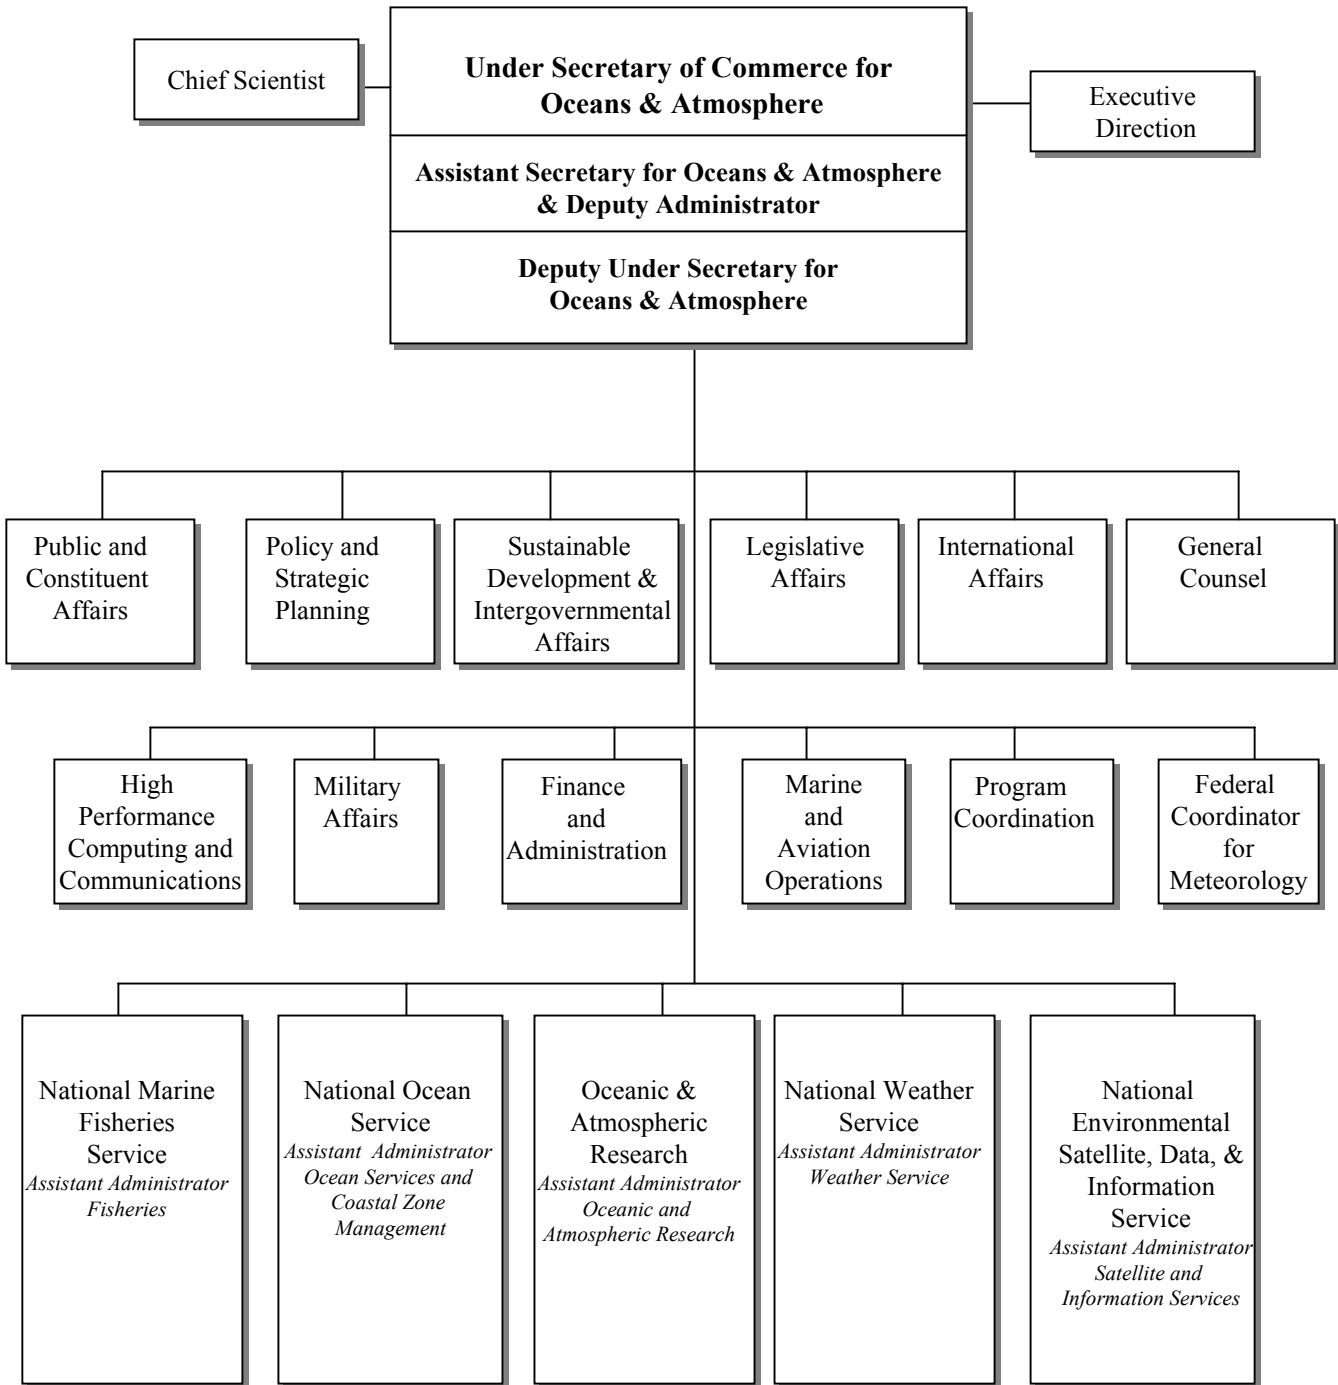 Chief Scientist
Under Secretary of Commerce for
Oceans & Atmosphere
Executive
Direction
Assistant Secretary for Oceans & Atmosphere
& Deputy Administrator
Deputy Under Secretary for
Oceans & Atmosphere
Public and
Constituent
Affairs
Policy and
Strategic
Planning
Sustainable
Development &
Intergovernmental
Affairs
Legislative
Affairs
International
Affairs
General
Counsel
High
Performance
Computing and
Communications
Military
Affairs
Finance
and
Administration
Marine
and
Aviation
Operations
Program
Coordination
Federal
Coordinator
for
Meteorology
National Marine
Fisheries
Service
Assistant Administrator
Fisheries
National Ocean
Service
Assistant Administrator
Ocean Services and
Coastal Zone
Management
Oceanic &
Atmospheric
Research
Assistant Administrator
Oceanic and
Atmospheric Research
National Weather
Service
Assistant Administrator
Weather Service
National
Environmental
Satellite, Data, &
Information
Service
Assistant Administrator
Satellite and
Information Services